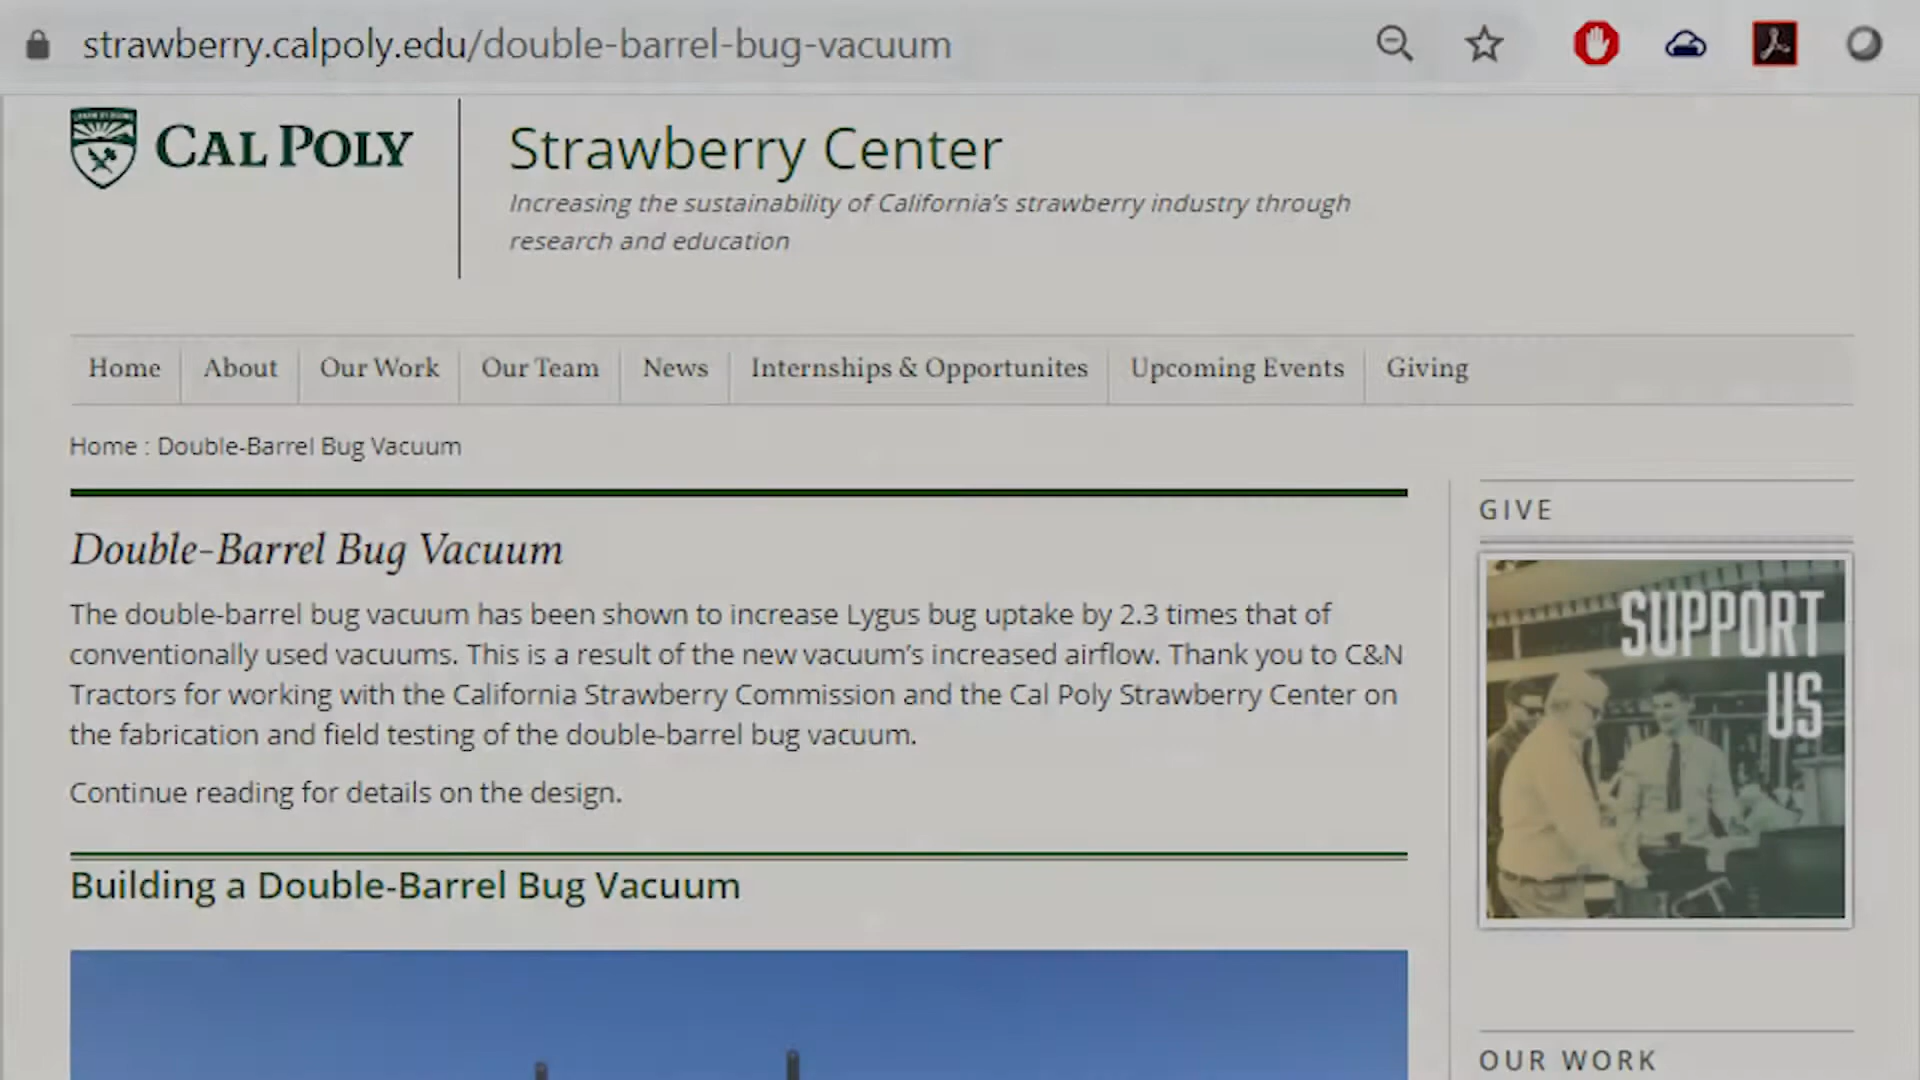 strawberry.calpoly.edu/double-barrel-bug-vacuum
CAL POLY
Strawberry Center
Increasing the sustainability of California's strawberry industry through
research and education
Home About Our Work Our Team News Internships & Opportunites Upcoming Events Giving
Home : Double-Barrel Bug Vacuum
Double-Barrel Bug Vacuum
The double-barrel bug vacuum has been shown to increase Lygus bug uptake by 2.3 times that of
conventionally used vacuums. This is a result of the new vacuum's increased airflow. Thank you to C&N
Tractors for working with the California Strawberry Commission and the Cal Poly Strawberry Center on
the fabrication and field testing of the double-barrel bug vacuum.
Continue reading for details on the design.
Building a Double-Barrel Bug Vacuum
GIVE
SUPPORT
US
OUR WORK